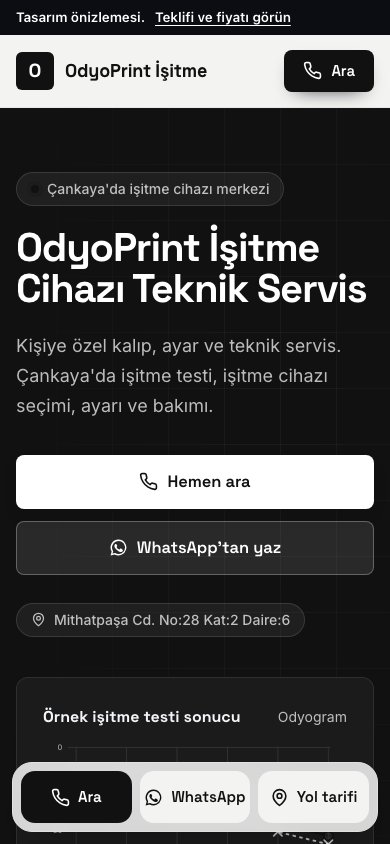 Tasarım önizlemesi. Teklifi ve fiyatı görün
O OdyoPrint İşitme Ara
Çankaya'da işitme cihazı merkezi
OdyoPrint İşitme
Cihazı Teknik Servis
Kişiye özel kalıp, ayar ve teknik servis.
Çankaya'da işitme testi, işitme cihazı
seçimi, ayarı ve bakımı.
Hemen ara
WhatsApp'tan yaz
Mithatpaşa Cd. No:28 Kat:2 Daire:6
Örnek işitme testi sonucu Odyogram
0
Ara WhatsApp Yol tarifi